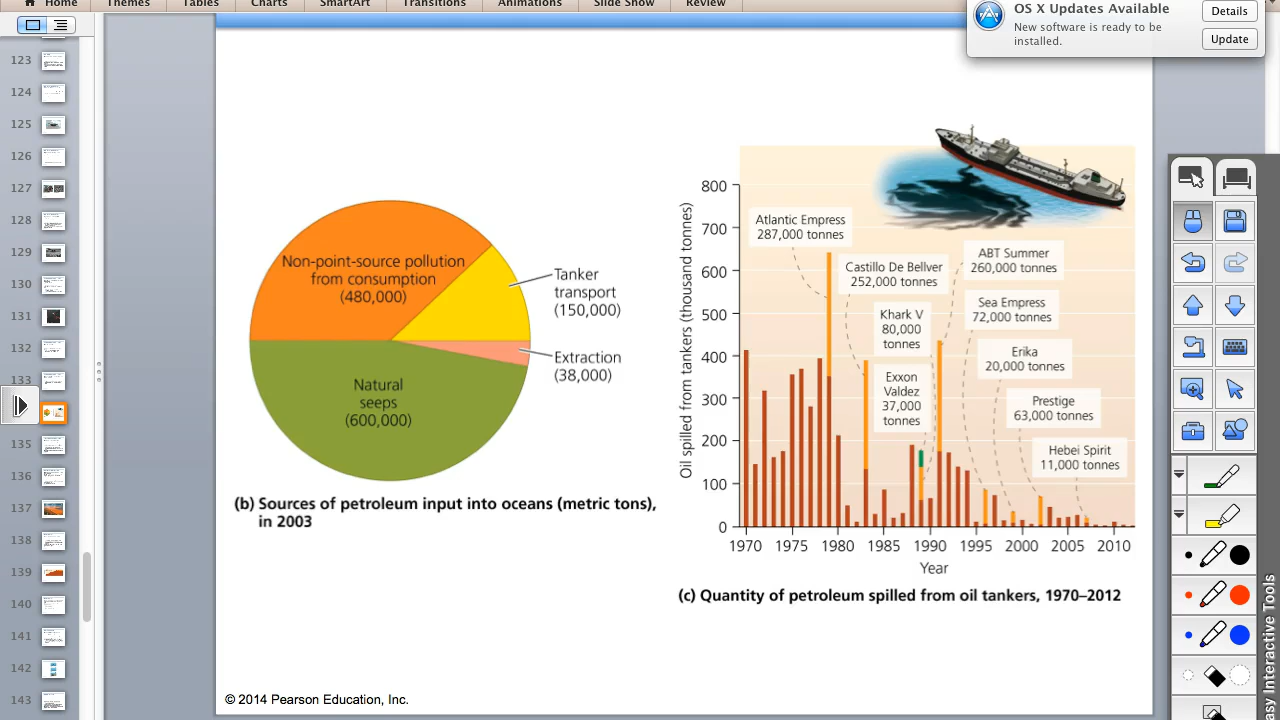 Home
Themes
Tables
Charts
SmartArt
Transitions
Animations
Slide Show
Review
OS X Updates Available
New software is ready to be
installed.
Details
Update
123
124
125
126
127
128
129
130
131
132
133
135
136
137
138
139
140
141
142
143
Non-point-source pollution
from consumption
(480,000)
Tanker
transport
(150,000)
Extraction
(38,000)
Natural
seeps
(600,000)
(b) Sources of petroleum input into oceans (metric tons),
in 2003
Oil spilled from tankers (thousand tonnes)
800
700
600
500
400
300
200
100
0
Atlantic Empress
287,000 tonnes
Castillo De Bellver
252,000 tonnes
Khark V
80,000
tonnes
Exxon
Valdez
37,000
tonnes
ABT Summer
260,000 tonnes
Sea Empress
72,000 tonnes
Erika
20,000 tonnes
Prestige
63,000 tonnes
Hebei Spirit
11,000 tonnes
1970 1975 1980 1985 1990 1995 2000 2005 2010
Year
(c) Quantity of petroleum spilled from oil tankers, 1970–2012
© 2014 Pearson Education, Inc.
Interactive Tools